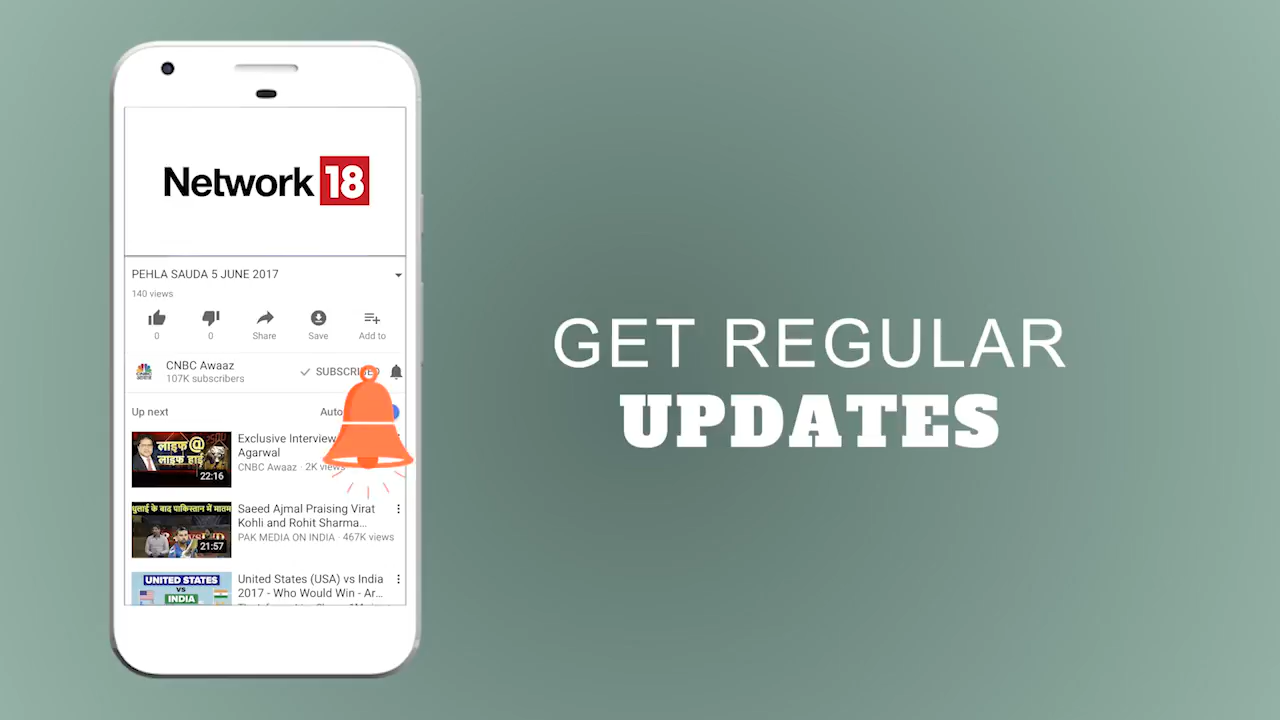 Network 18
PEHLA SAUDA 5 JUNE 2017
140 views
0
0
Share
Save
Add to
CNBC Awaaz
107K subscribers
SUBSCRIBED
Up next
Exclusive Interview
Agarwal
CNBC Awaaz · 2K views
लाइफ @
लाइफ हाई
22:16
Saeed Ajmal Praising Virat
Kohli and Rohit Sharma...
PAK MEDIA ON INDIA · 467K views
धुलाई के बाद पाकिस्तान में मातम
21:57
United States (USA) vs India
2017 - Who Would Win - Ar...
UNITED STATES
VS
INDIA
GET REGULAR
UPDATES